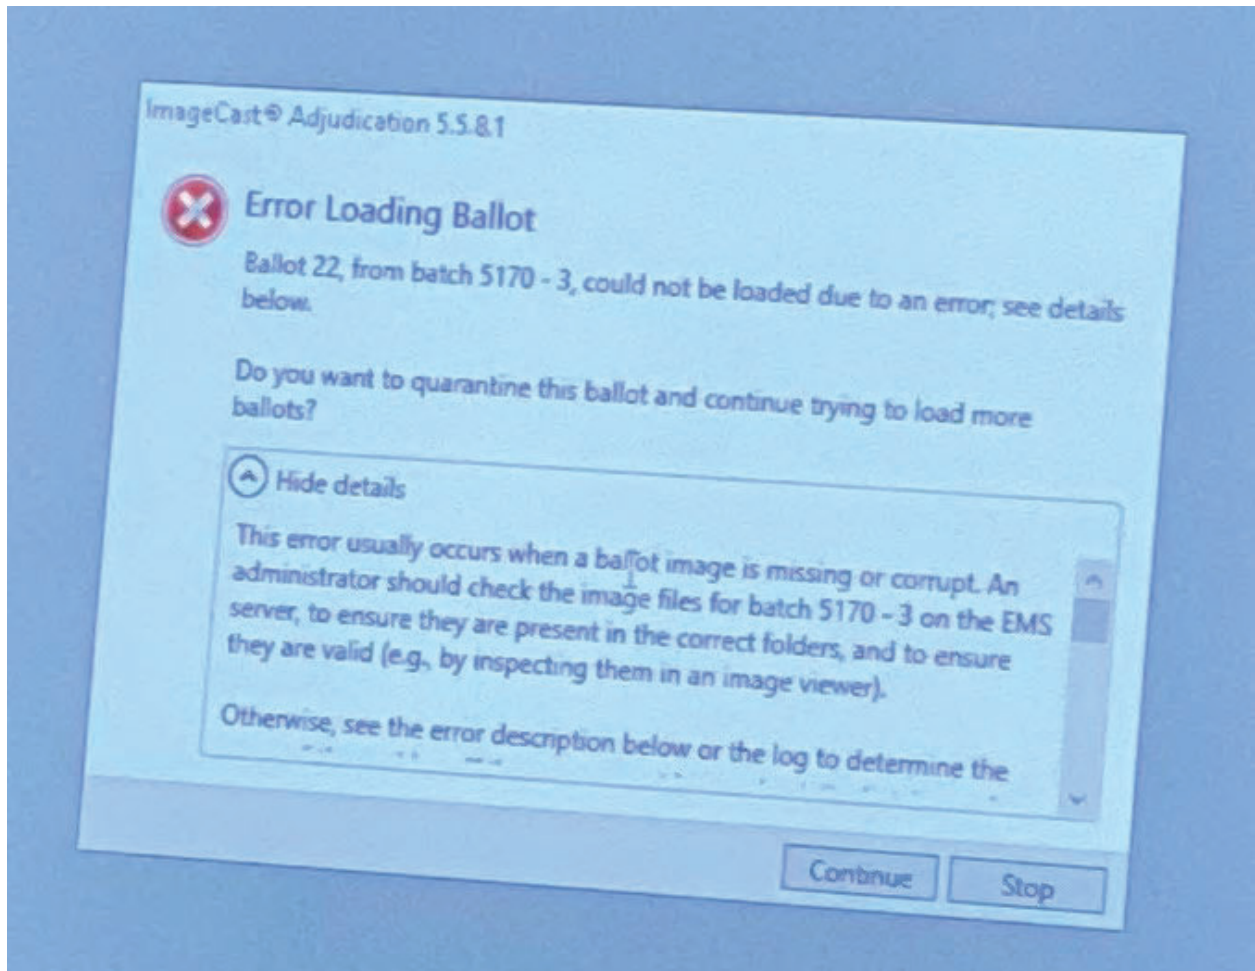 ImageCast® Adjudication 5.5.8.1
Error Loading Ballot
Ballot 22, from batch 5170 - 3, could not be loaded due to an error; see details
below.
Do you want to quarantine this ballot and continue trying to load more
ballots?
Hide details
This error usually occurs when a ballot image is missing or corrupt. An
administrator should check the image files for batch 5170 - 3 on the EMS
server, to ensure they are present in the correct folders, and to ensure
they are valid (e.g., by inspecting them in an image viewer).
Otherwise, see the error description below or the log to determine the
Continue
Stop